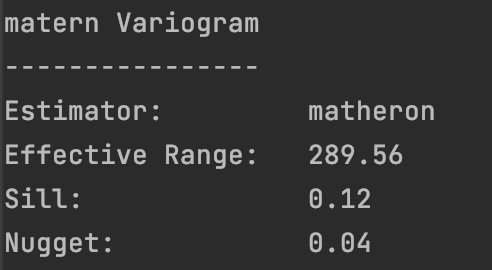 matern Variogram
----------------
Estimator:         matheron
Effective Range:   289.56
Sill:              0.12
Nugget:            0.04